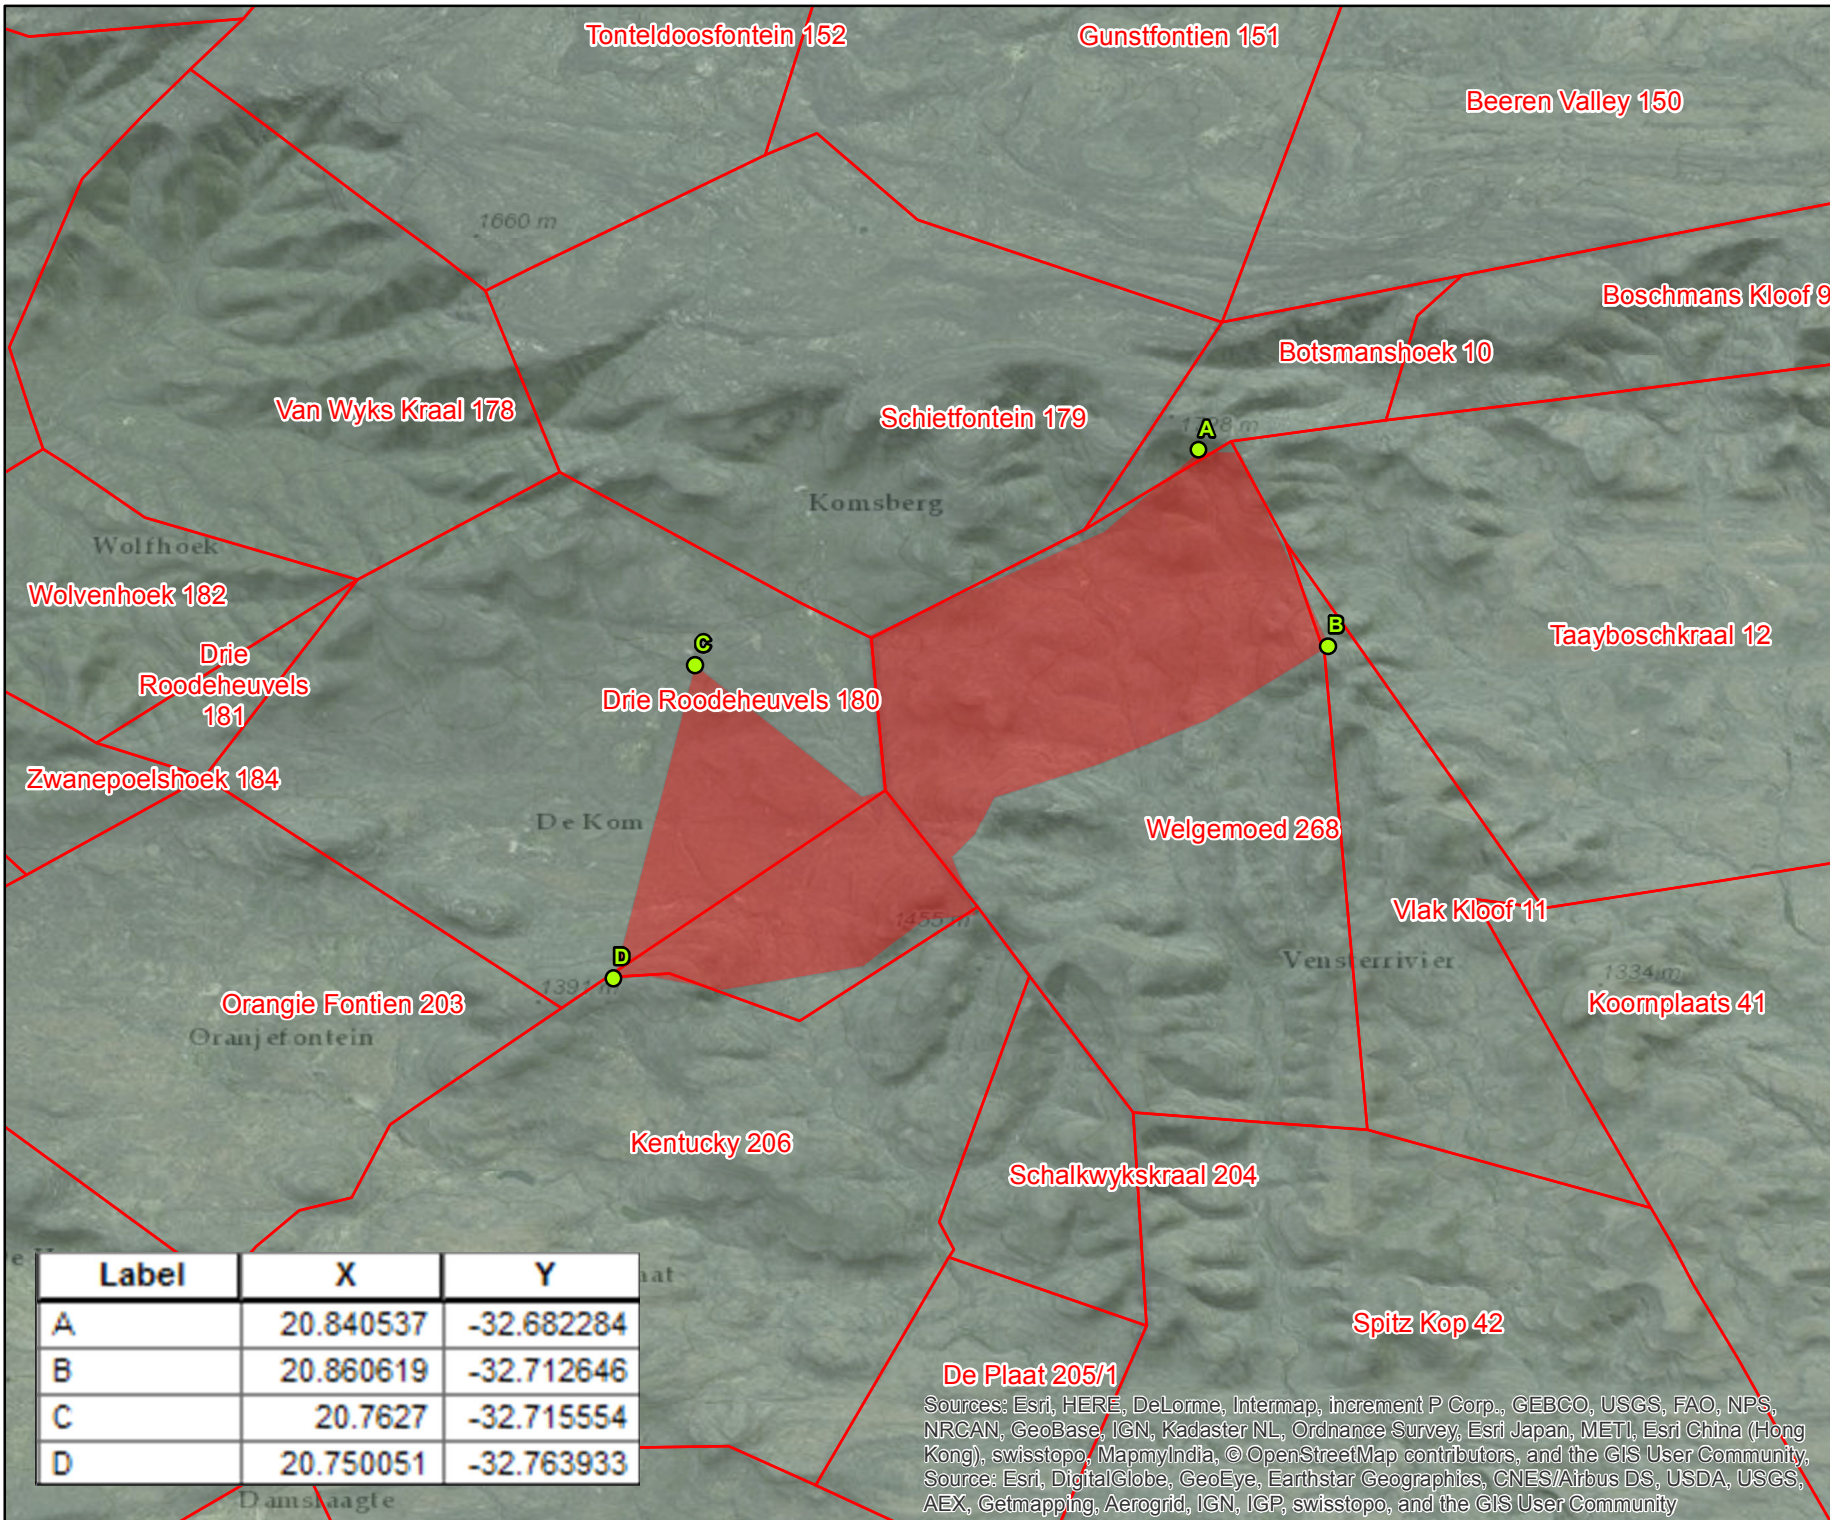 Tonteldoosfontein 152
Gunstfontien 151
Beeren Valley 150
1660 m
Boschmans Kloof 9
Botsmanshoek 10
Van Wyks Kraal 178
Schietfontein 179
A
Komsberg
Wolfhoek
Wolvenhoek 182
B
Taayboschkraal 12
C
Drie
Roodeheuvels
181
Drie Roodeheuvels 180
Zwanepoelshoek 184
De Kom
Welgemoed 268
Vlak Kloof 11
1455 m
D
Vensterrivier
1334 m
1391 m
Orangie Fontien 203
Koornplaats 41
Oranjefontein
Kentucky 206
Schalkwykskraal 204
Label X Y
A 20.840537 -32.682284
B 20.860619 -32.712646
C 20.7627 -32.715554
D 20.750051 -32.763933
Spitz Kop 42
De Plaat 205/1
Damslaagte
Sources: Esri, HERE, DeLorme, Intermap, increment P Corp., GEBCO, USGS, FAO, NPS,
NRCAN, GeoBase, IGN, Kadaster NL, Ordnance Survey, Esri Japan, METI, Esri China (Hong
Kong), swisstopo, MapmyIndia, © OpenStreetMap contributors, and the GIS User Community,
Source: Esri, DigitalGlobe, GeoEye, Earthstar Geographics, CNES/Airbus DS, USDA, USGS,
AEX, Getmapping, Aerogrid, IGN, IGP, swisstopo, and the GIS User Community